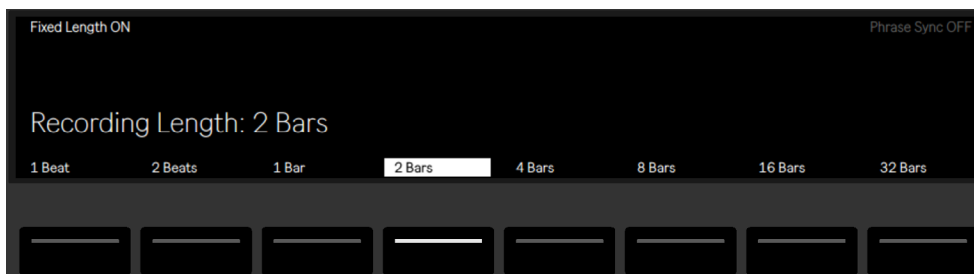 Fixed Length ON Phrase Sync OFF
Recording Length: 2 Bars
1 Beat 2 Beats 1 Bar 2 Bars 4 Bars 8 Bars 16 Bars 32 Bars